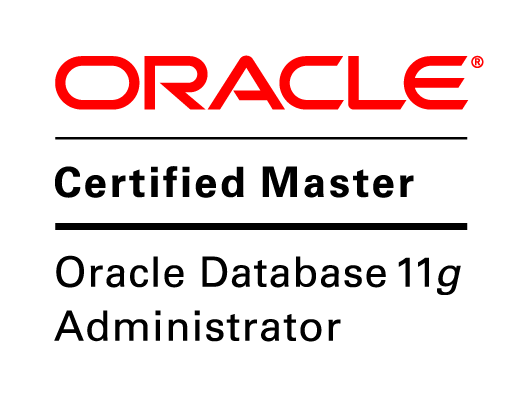 ORACLE®
Certified Master
Oracle Database 11g
Administrator